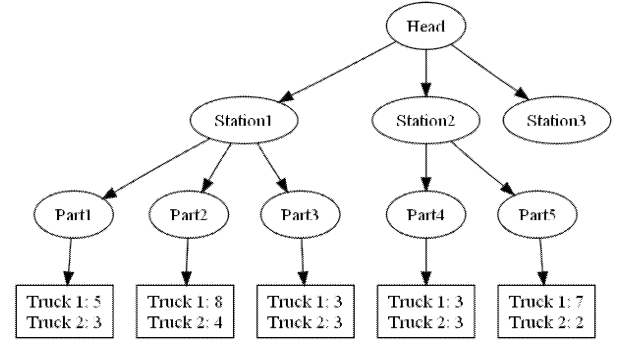 Head
Station1
Station2
Station3
Part1
Part2
Part3
Part4
Part5
Truck 1: 5
Truck 2: 3
Truck 1: 8
Truck 2: 4
Truck 1: 3
Truck 2: 3
Truck 1: 3
Truck 2: 3
Truck 1: 7
Truck 2: 2